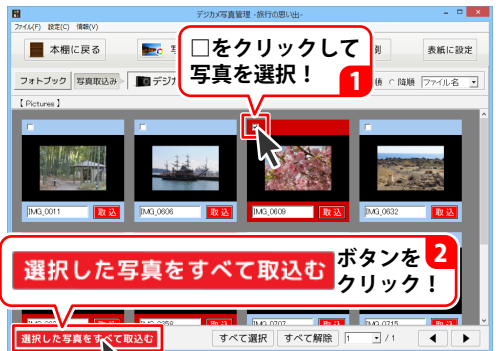 デジカメ写真管理 -旅行の思い出-
ファイル(F) 設定(C) 情報(V)
本棚に戻る
表紙に設定
□をクリックして
写真を選択！
1
フォトブック
写真取込み
降順
ファイル名
【 Pictures 】
IMG_0011
取込
IMG_0606
取込
IMG_0609
取込
IMG_0632
取込
選択した写真をすべて取込む
ボタンを
クリック！
2
IMG_0707
取込
IMG_0715
取込
選択した写真をすべて取込む
すべて選択
すべて解除
1
/ 1